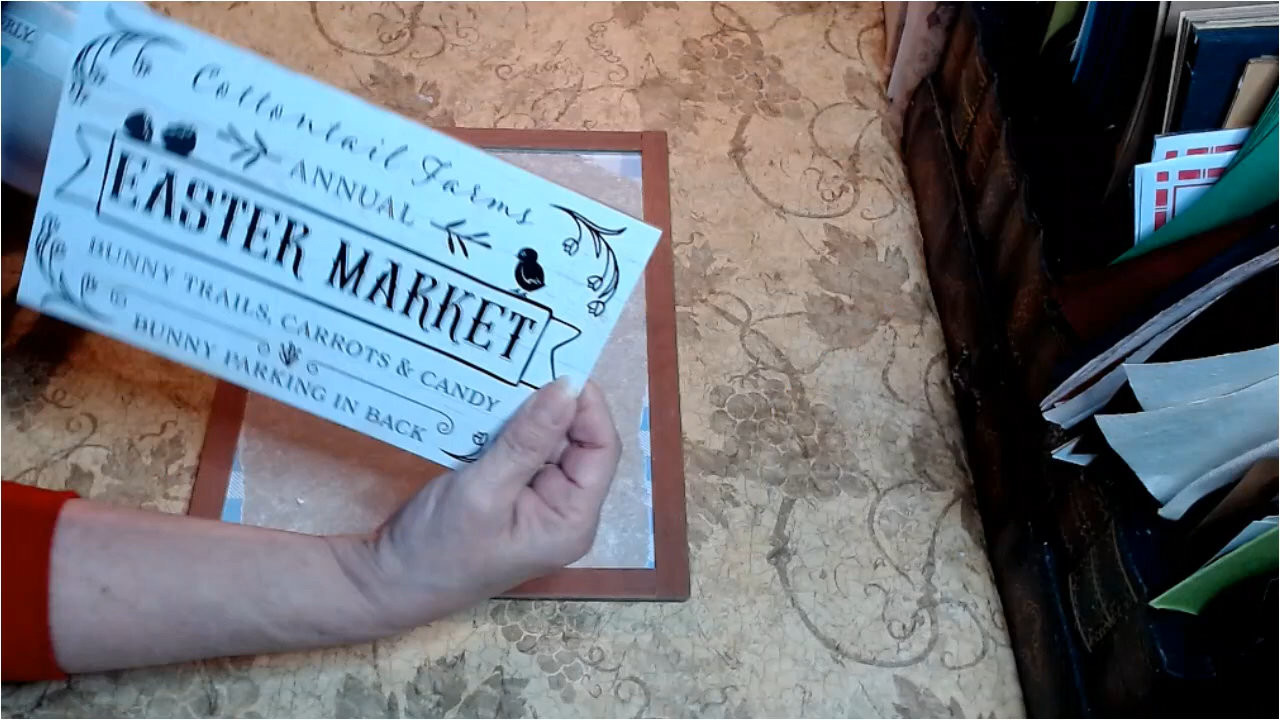 Cottontail Farms
ANNUAL
EASTER MARKET
BUNNY TRAILS, CARROTS & CANDY
BUNNY PARKING IN BACK